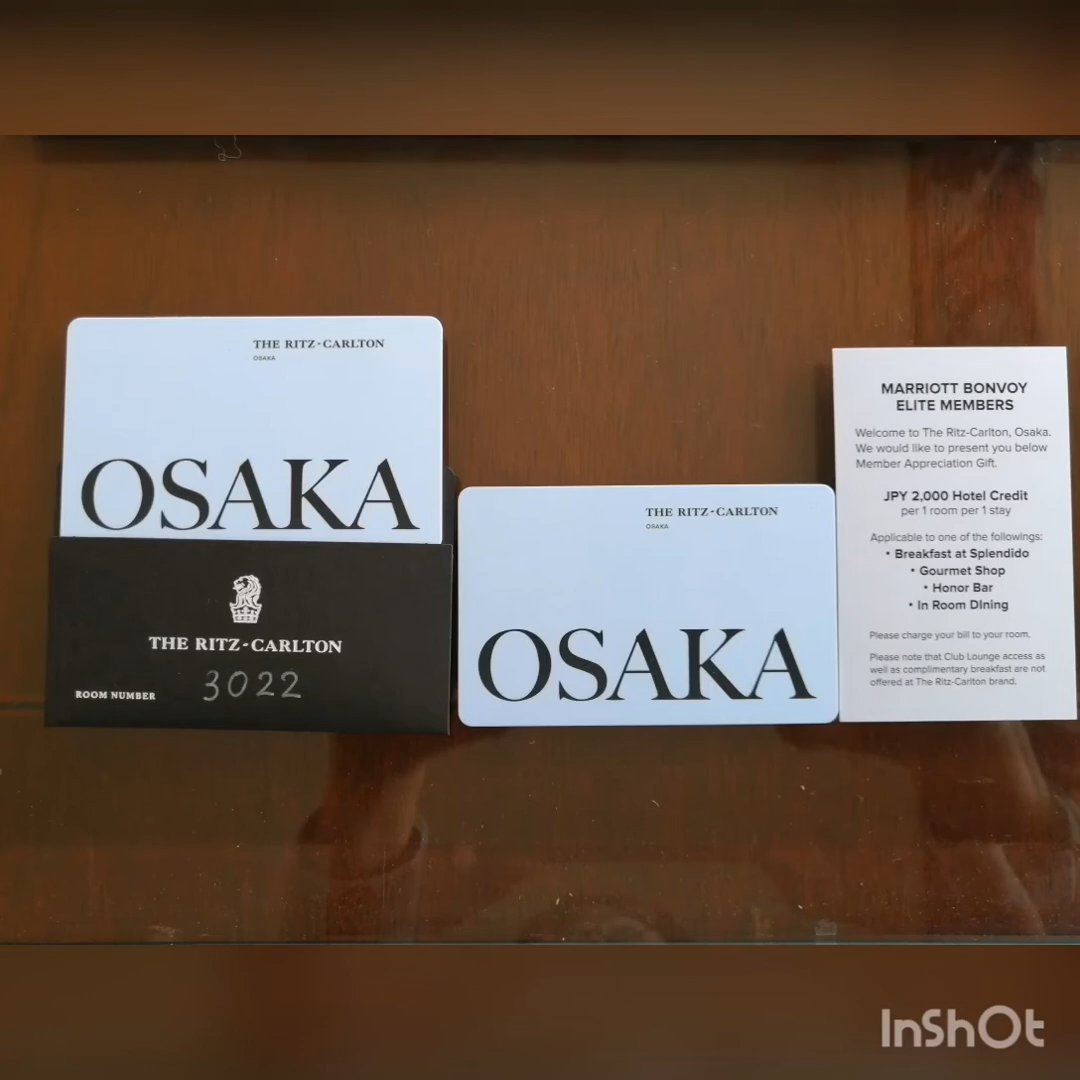 THE RITZ-CARLTON
OSAKA
OSAKA
THE RITZ-CARLTON
ROOM NUMBER 3022
THE RITZ-CARLTON
OSAKA
OSAKA
MARRIOTT BONVOY
ELITE MEMBERS
Welcome to The Ritz-Carlton, Osaka.
We would like to present you below
Member Appreciation Gift.
JPY 2,000 Hotel Credit
per 1 room per 1 stay
Applicable to one of the followings:
• Breakfast at Splendido
• Gourmet Shop
• Honor Bar
• In Room DIning
Please charge your bill to your room.
Please note that Club Lounge access as
well as complimentary breakfast are not
offered at The Ritz-Carlton brand.
InShOt